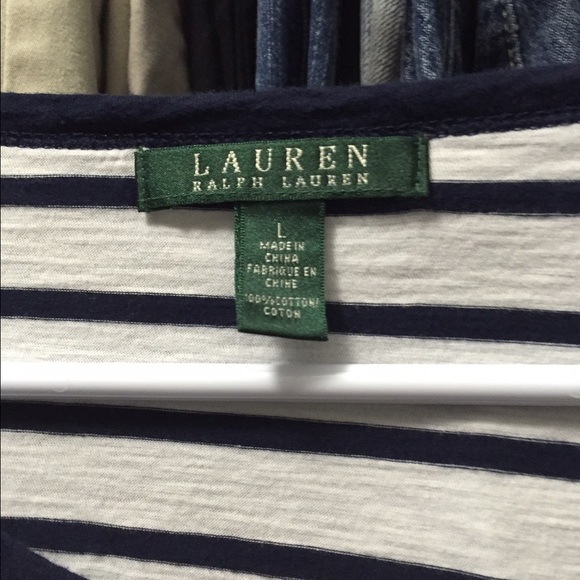 LAUREN
RALPH LAUREN
L
MADE IN
CHINA
FABRIQUE EN
CHINE
100% COTTON/
COTON